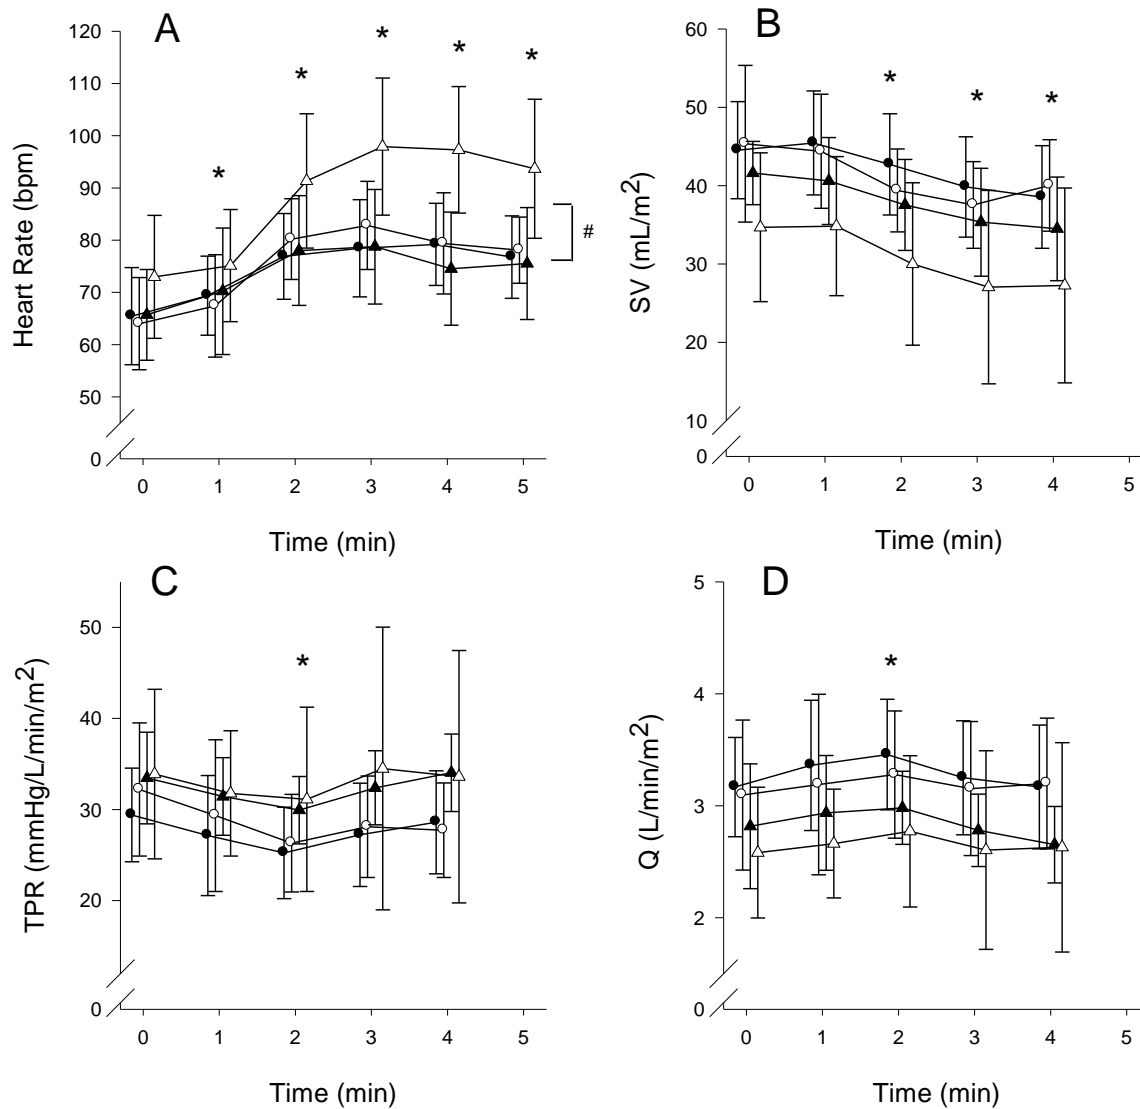 A
Heart Rate (bpm)
120
110
100
90
80
70
60
50
0
* * * * * *
#
0 1 2 3 4 5
Time (min)
B
SV (mL/m²)
60
50
40
30
20
10
0
* * *
0 1 2 3 4 5
Time (min)
C
TPR (mmHg/L/min/m²)
50
40
30
20
0
*
0 1 2 3 4 5
Time (min)
D
Q (L/min/m²)
5
4
3
2
0
*
0 1 2 3 4 5
Time (min)